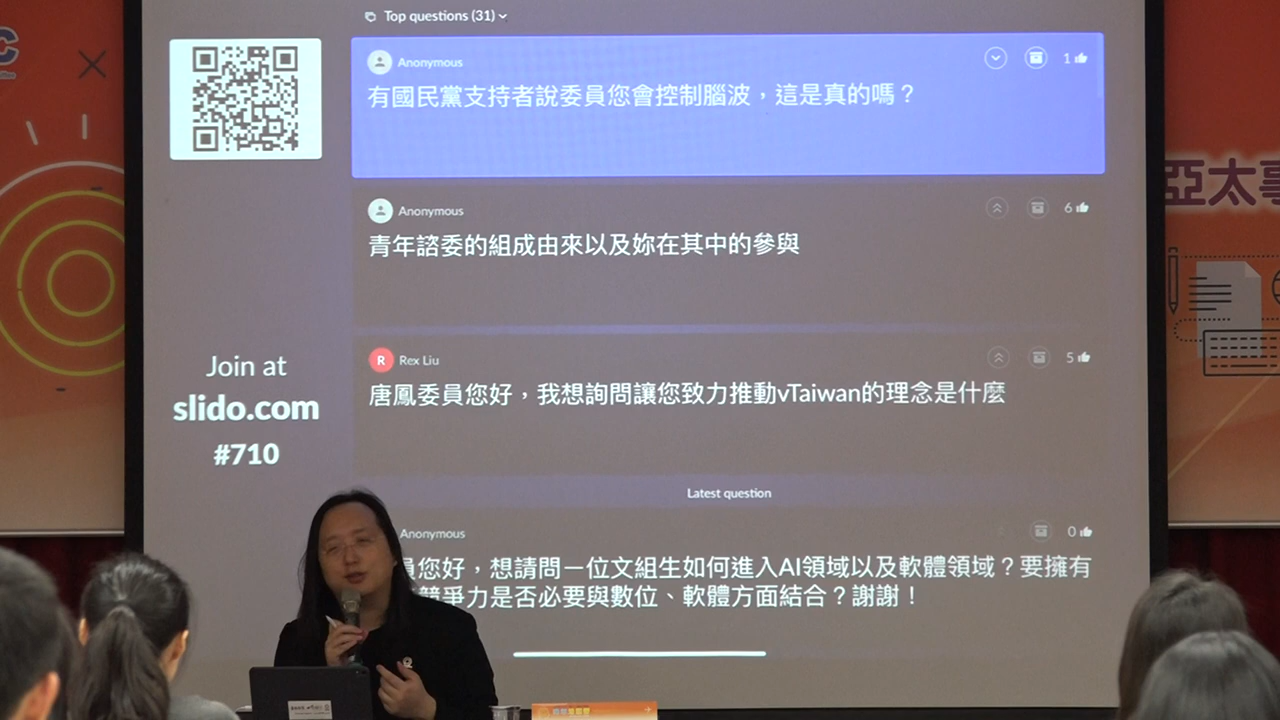 Top questions (31)
Anonymous
1
有國民黨支持者說委員您會控制腦波，這是真的嗎？
Anonymous
6
青年諮委的組成由來以及妳在其中的參與
R
Rex Liu
5
唐鳳委員您好，我想詢問讓您致力推動vTaiwan的理念是什麼
Join at
slido.com
#710
Latest question
Anonymous
0
員您好，想請問一位文組生如何進入AI領域以及軟體領域？要擁有
競爭力是否必要與數位、軟體方面結合？謝謝！
C
亞太事